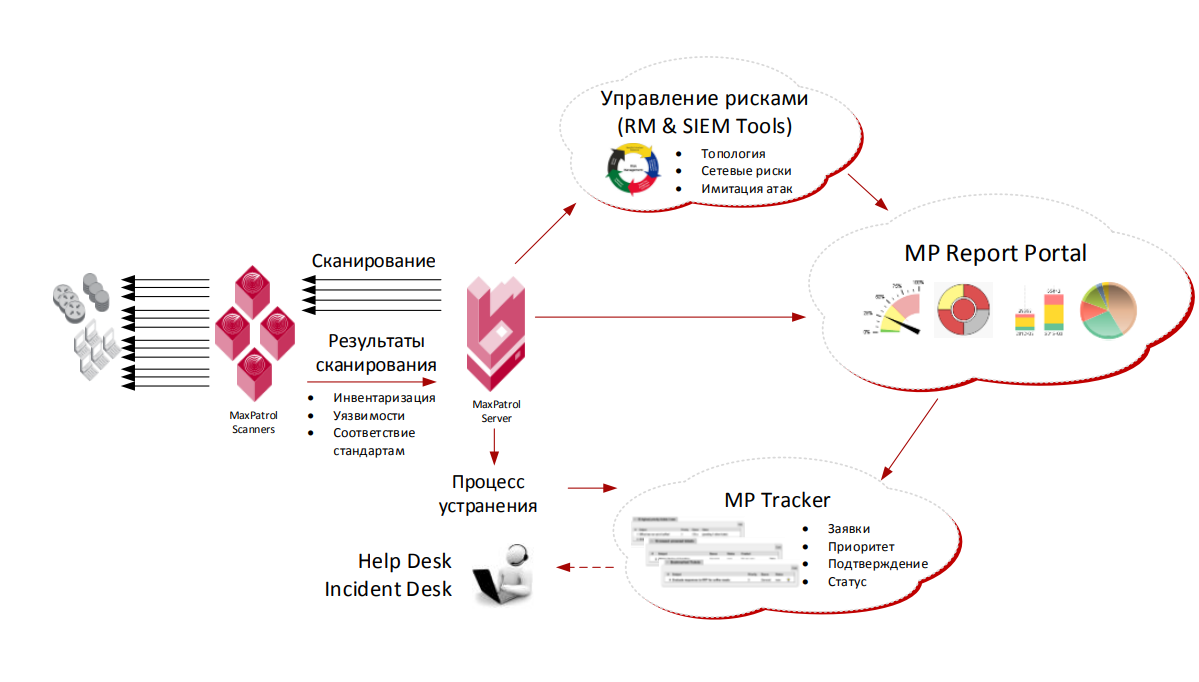 Управление рисками
(RM & SIEM Tools)
• Топология
• Сетевые риски
• Имитация атак
MP Report Portal
Сканирование
Результаты
сканирования
• Инвентаризация
• Уязвимости
• Соответствие
стандартам
MaxPatrol
Scanners
MaxPatrol
Server
Процесс
устранения
MP Tracker
• Заявки
• Приоритет
• Подтверждение
• Статус
Help Desk
Incident Desk